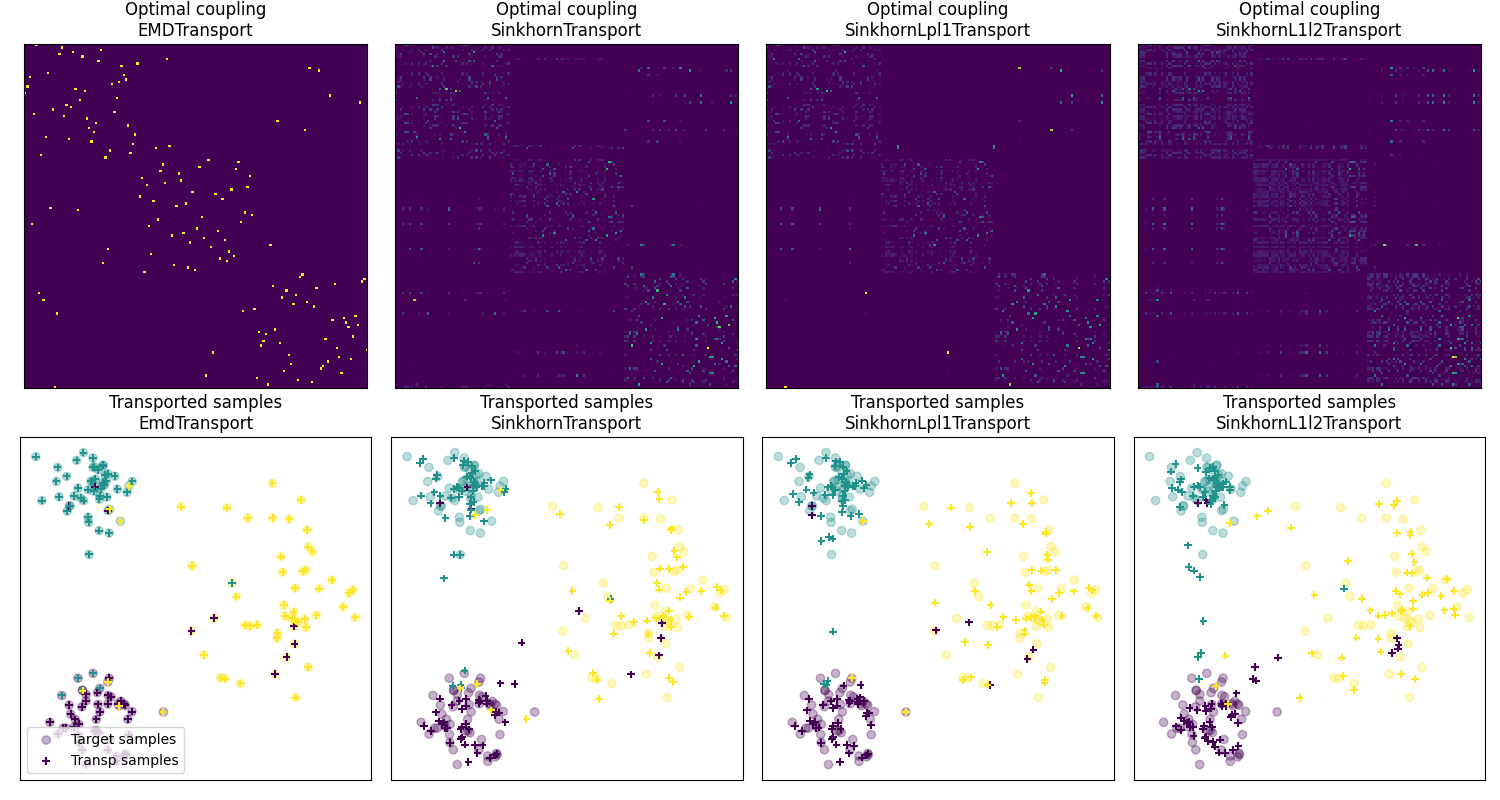 Optimal coupling
EMDTransport
Optimal coupling
SinkhornTransport
Optimal coupling
SinkhornLpl1Transport
Optimal coupling
SinkhornL1l2Transport
Transported samples
EmdTransport
Transported samples
SinkhornTransport
Transported samples
SinkhornLpl1Transport
Transported samples
SinkhornL1l2Transport
Target samples
Transp samples